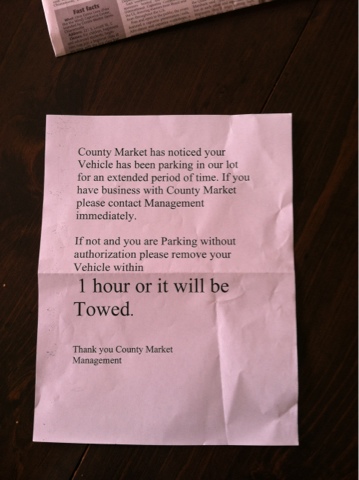 Fast facts
County Market has noticed your
Vehicle has been parking in our lot
for an extended period of time. If you
have business with County Market
please contact Management
immediately.
If not and you are Parking without
authorization please remove your
Vehicle within
1 hour or it will be
Towed.
Thank you County Market
Management